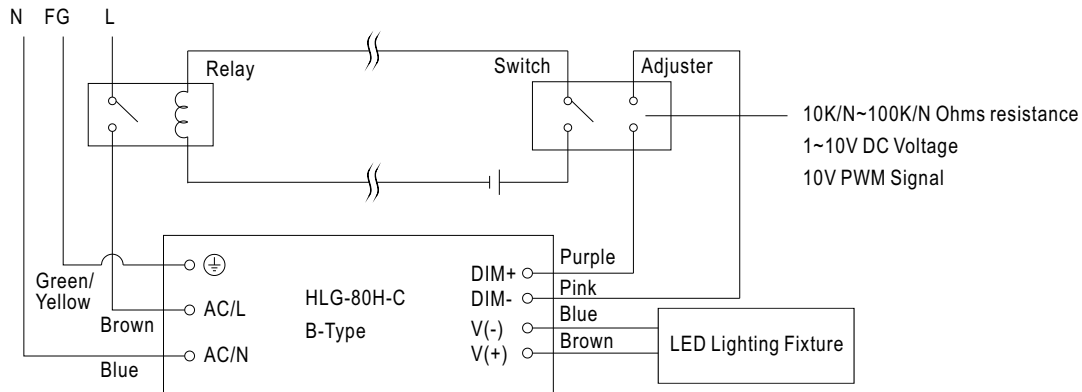 N FG L
Relay
Switch
Adjuster
10K/N~100K/N Ohms resistance
1~10V DC Voltage
10V PWM Signal
Green/
Yellow
Brown
Blue
AC/L
AC/N
HLG-80H-C
B-Type
DIM+
DIM-
V(-)
V(+)
Purple
Pink
Blue
Brown
LED Lighting Fixture